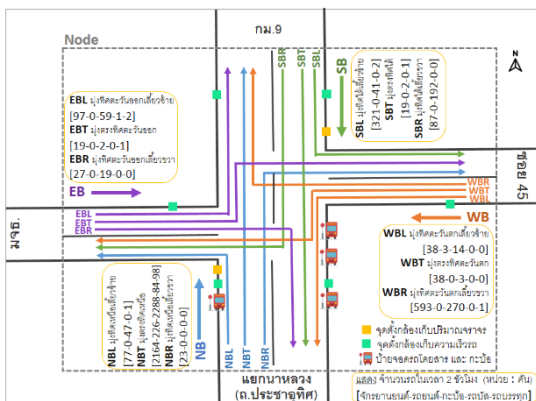 Node
กม.9
N
EBL มุ่งทิศตะวันออกเลี้ยวซ้าย
[97-0-59-1-2]
EBT มุ่งตรงทิศตะวันออก
[19-0-2-0-1]
EBR มุ่งทิศตะวันออกเลี้ยวขวา
[27-0-19-0-0]
EB
SBR
SBT
SBL
SB
SBL มุ่งทิศใต้เลี้ยวซ้าย
[321-0-41-0-2]
SBT มุ่งตรงทิศใต้
[19-0-2-0-1]
SBR มุ่งทิศใต้เลี้ยวขวา
[87-0-192-0-0]
ซอย 45
มจธ.
EBL
EBT
EBR
WBR
WBT
WBL
WB
WBL มุ่งทิศตะวันตกเลี้ยวซ้าย
[38-3-14-0-0]
WBT มุ่งตรงทิศตะวันตก
[38-0-3-0-0]
WBR มุ่งทิศตะวันตกเลี้ยวขวา
[593-0-270-0-1]
NBL มุ่งทิศเหนือเลี้ยวซ้าย
[77-0-47-0-1]
NBT มุ่งตรงทิศเหนือ
[2164-226-2288-84-98]
NBR มุ่งทิศเหนือเลี้ยวขวา
[23-0-0-0-0]
NB
NBL
NBT
NBR
แยกนาหลวง
(ถ.ประชาอุทิศ)
จุดตั้งกล้องเก็บปริมาณจราจร
จุดตั้งกล้องเก็บความเร็วรถ
ป้ายจอดรถโดยสาร และ กะป๊อ
แสดง จำนวนรถในเวลา 2 ชั่วโมง (หน่วย : คัน)
[จักรยานยนต์-รถยนต์-กะป๊อ-รถบัส-รถบรรทุก]